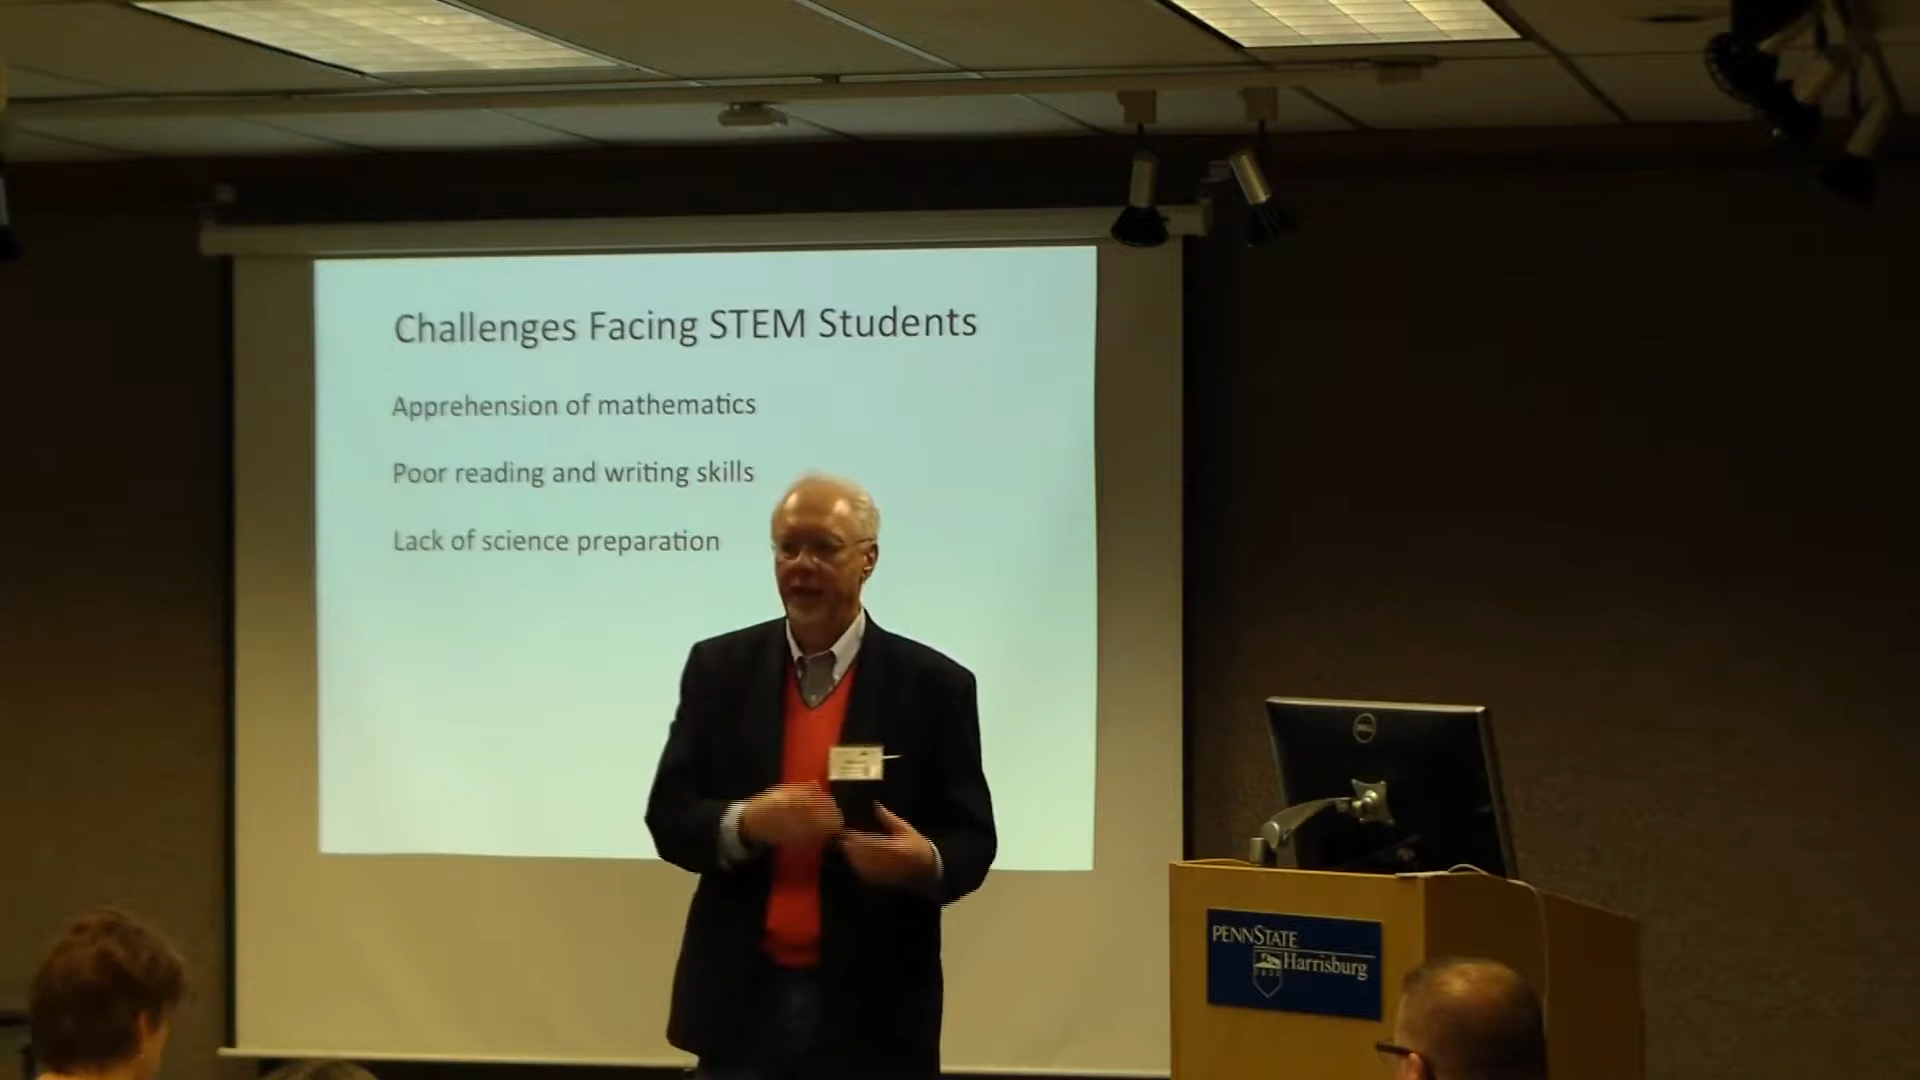 Challenges Facing STEM Students
Apprehension of mathematics
Poor reading and writing skills
Lack of science preparation
DELL
PENNSTATE
Harrisburg